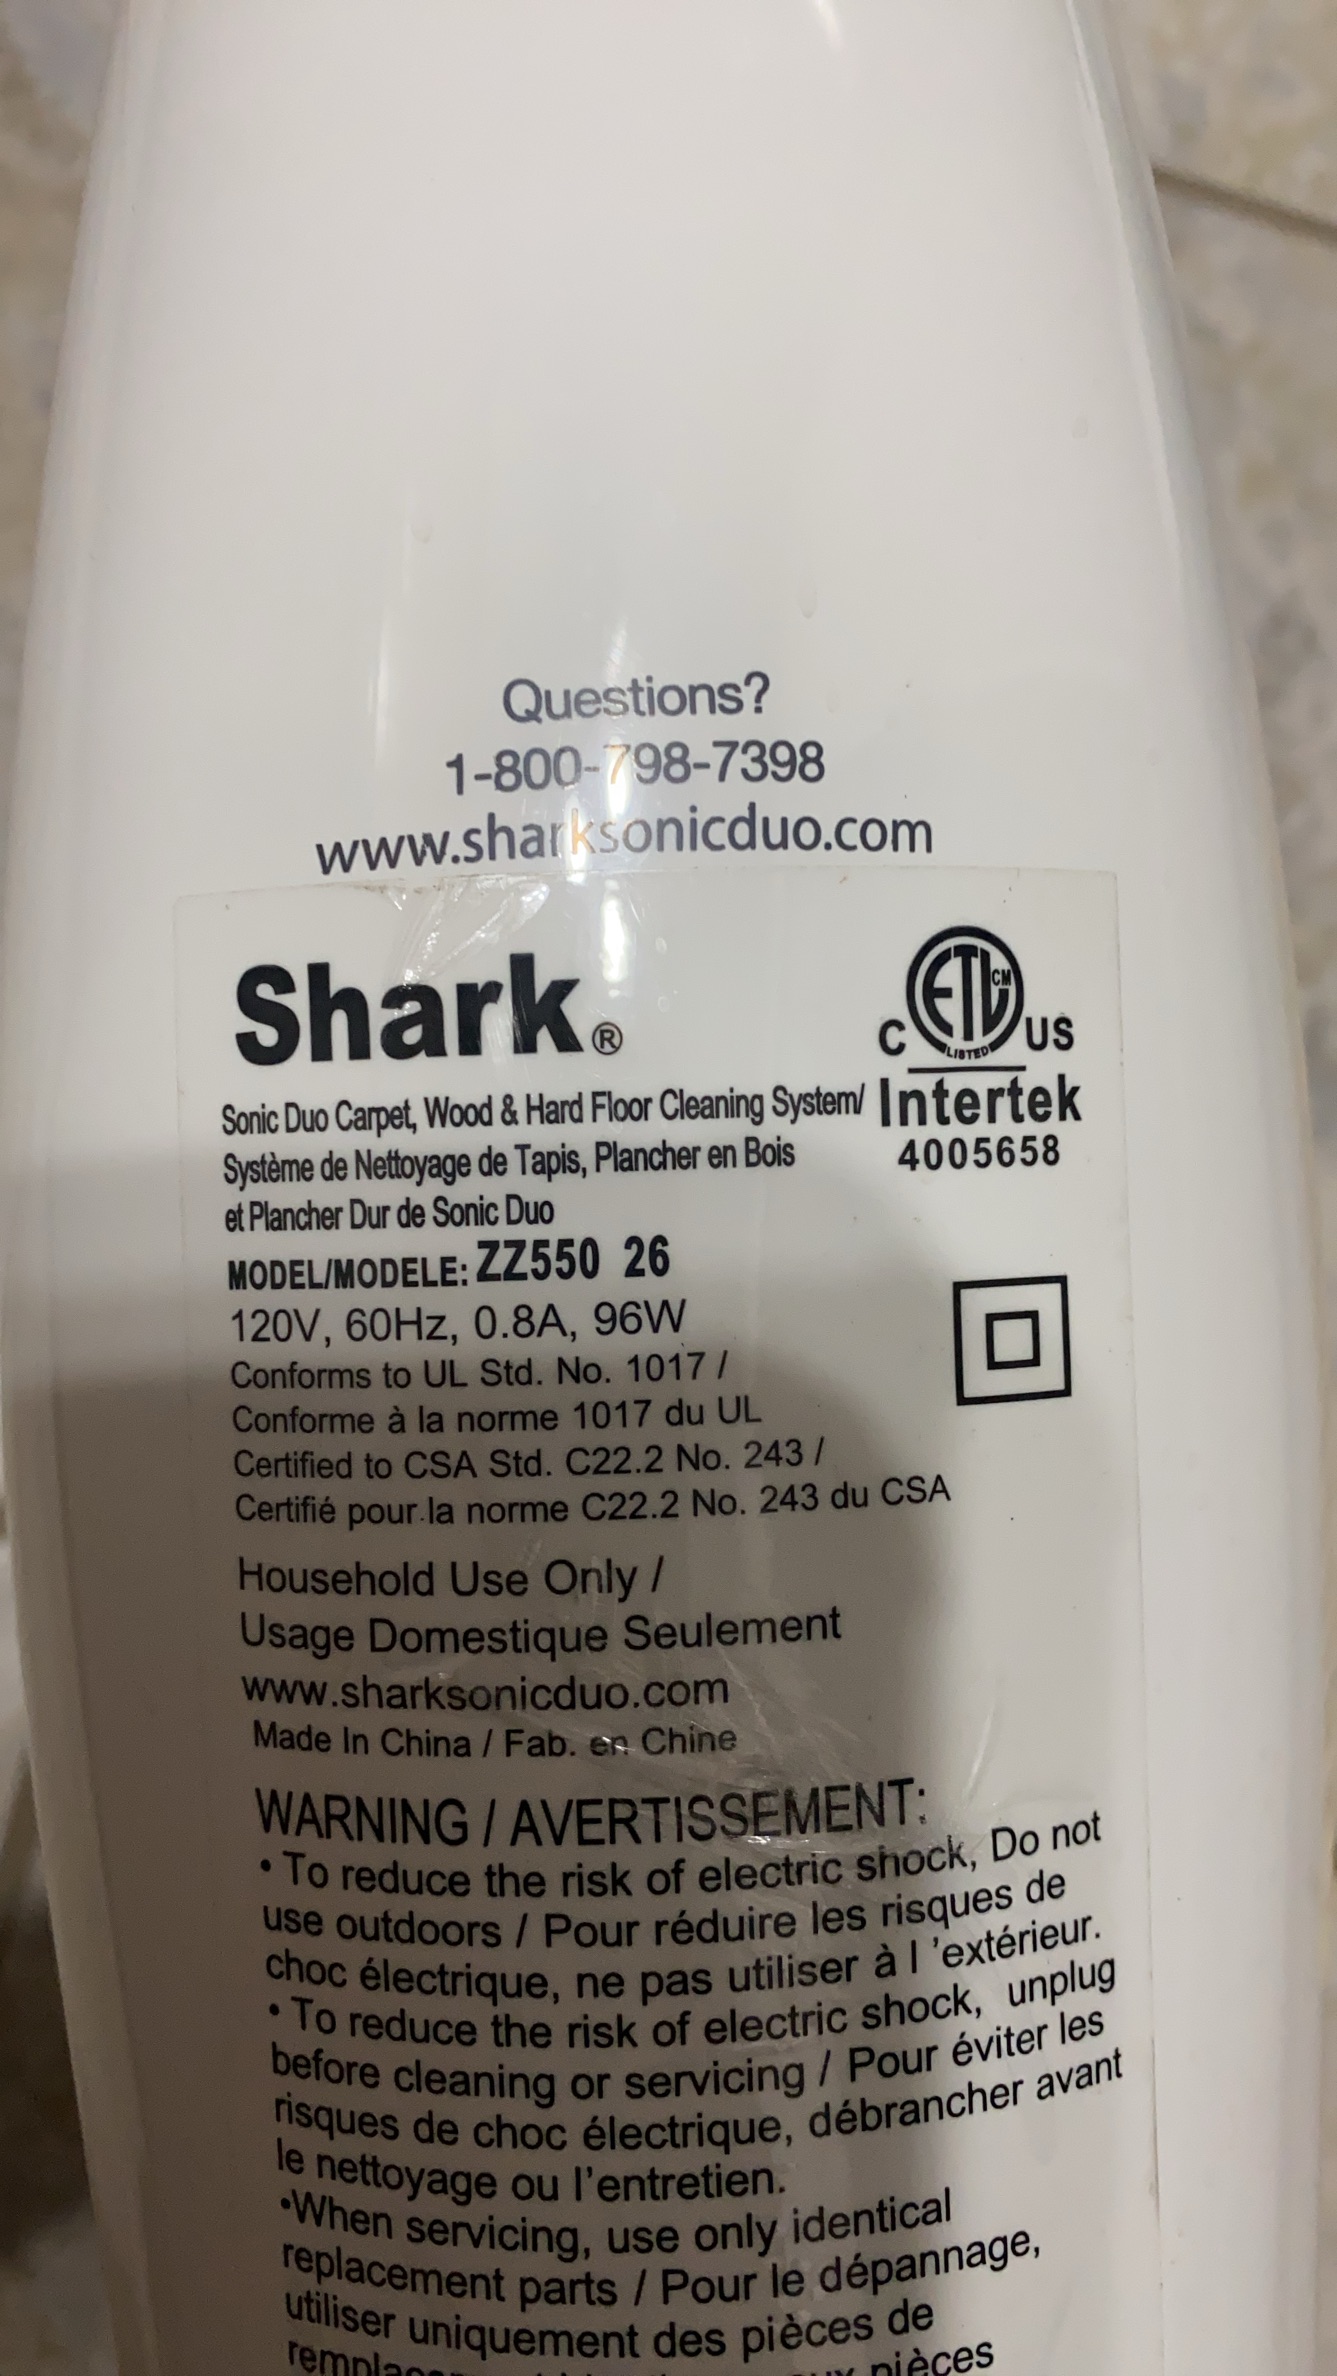 Questions?
1-800-798-7398
www.sharksonicduo.com
Shark®
C ETL CM LISTED US
Intertek
4005658
Sonic Duo Carpet, Wood & Hard Floor Cleaning System/
Système de Nettoyage de Tapis, Plancher en Bois
et Plancher Dur de Sonic Duo
MODEL/MODELE: ZZ550 26
120V, 60Hz, 0.8A, 96W
Conforms to UL Std. No. 1017 /
Conforme à la norme 1017 du UL
Certified to CSA Std. C22.2 No. 243 /
Certifié pour la norme C22.2 No. 243 du CSA
Household Use Only /
Usage Domestique Seulement
www.sharksonicduo.com
Made In China / Fab. en Chine
WARNING / AVERTISSEMENT:
• To reduce the risk of electric shock, Do not
use outdoors / Pour réduire les risques de
choc électrique, ne pas utiliser à l 'extérieur.
• To reduce the risk of electric shock, unplug
before cleaning or servicing / Pour éviter les
risques de choc électrique, débrancher avant
le nettoyage ou l'entretien.
•When servicing, use only identical
replacement parts / Pour le dépannage,
utiliser uniquement des pièces de
pièces